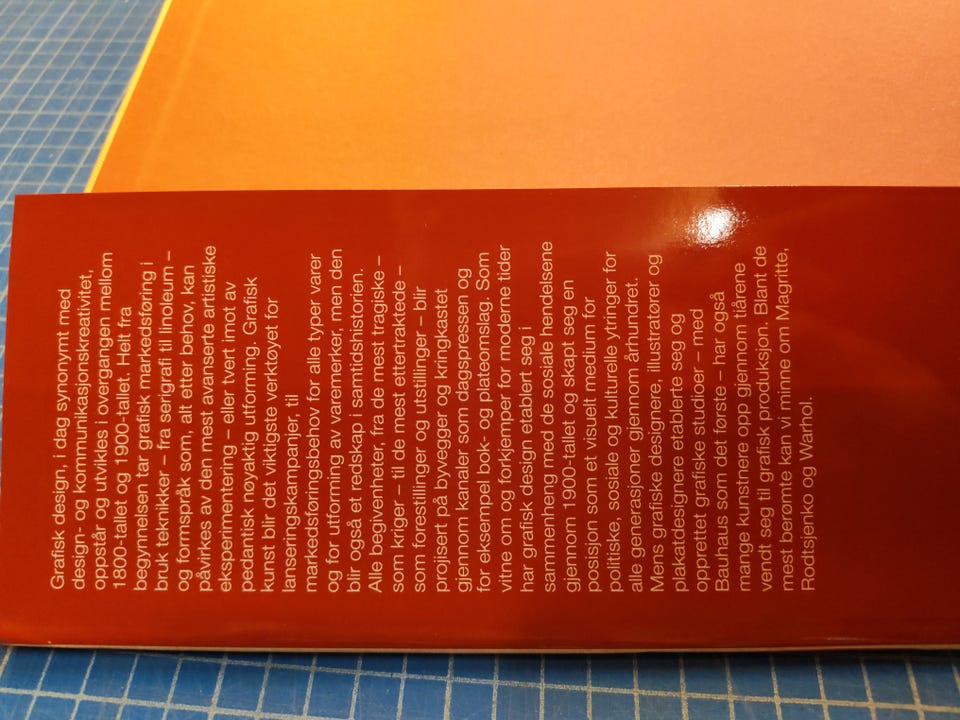 Grafisk design, i dag synonymt med
design- og kommunikasjonskreativitet,
oppstår og utvikes i overgangen mellom
1800-tallet og 1900-tallet. Helt fra
begynnelsen tar grafisk markedsføring i
bruk teknikker – fra serigrafi til linoleum –
og formspråk som, alt etter behov, kan
påvirkes av den mest avanserte artistiske
eksperimentering – eller tvert imot av
pedantisk nøyaktig utforming. Grafisk
kunst blir det viktigste verktøyet for
lanseringskampanjer, til
markedsføringsbehov for alle typer varer
og for utforming av varemerker, men den
blir også et redskap i samtidshistorien.
Alle begivenheter, fra de mest tragiske –
som kriger – til de mest ettertraktede –
som forestillinger og utstillinger – blir
projisert på byvegger og kringkastet
gjennom kanaler som dagspressen og
for eksempel bok- og plateomslag. Som
vitne om og forkjemper for moderne tider
har grafisk design etablert seg i
sammenheng med de sosiale hendelsene
gjennom 1900-tallet og skapt seg en
posisjon som et visuelt medium for
politiske, sosiale og kulturelle ytringer for
alle generasjoner gjennom århundret.
Mens grafiske designere, illustratører og
plakatdesignere etablerte seg og
opprettet grafiske studioer – med
Bauhaus som det første – har også
mange kunstnere opp gjennom tiårene
vendt seg til grafisk produksjon. Blant de
mest berømte kan vi minne om Magritte,
Rodtsjenko og Warhol.